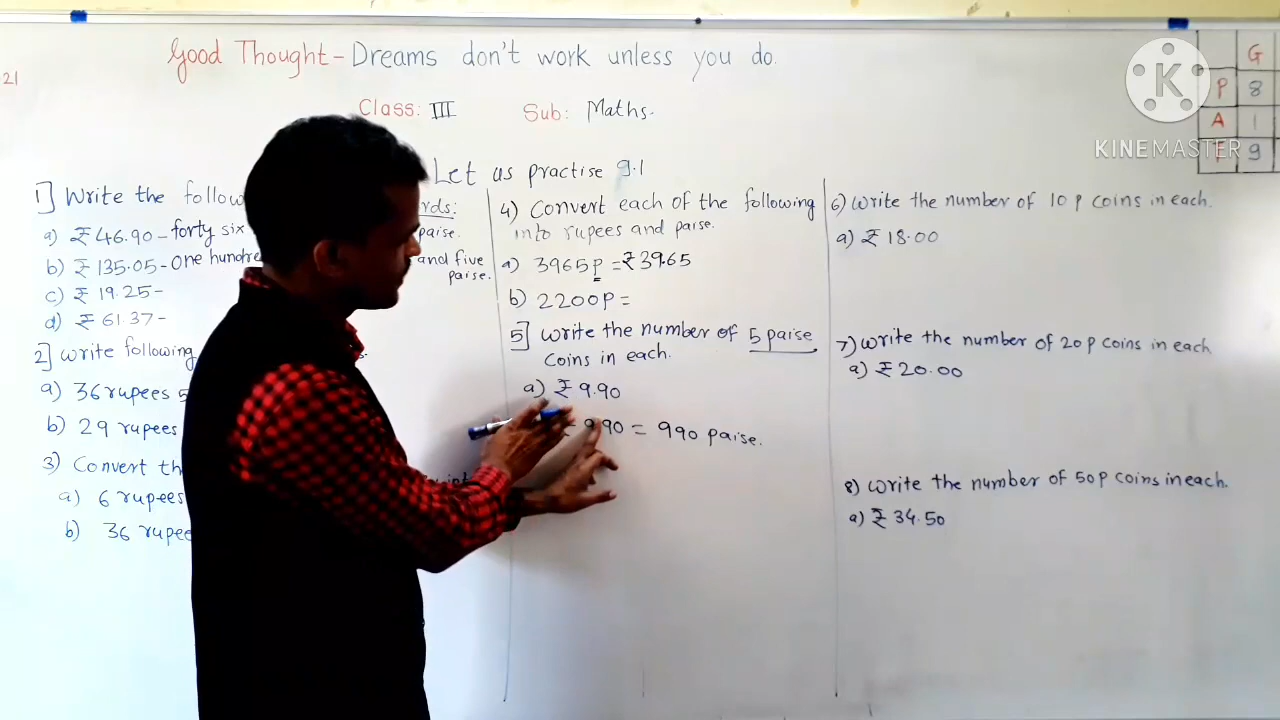 Good Thought - Dreams don't work unless you do.
21
Class: III Sub: Maths.
Let us practise 9.1
1] Write the follow rds:
a) ₹ 46.90 - forty six paise.
b) ₹ 135.05 - One hundre and five
paise.
c) ₹ 19.25 -
d) ₹ 61.37 -
2] write following
a) 36 rupees 5
b) 29 rupees
3) Convert th
a) 6 rupees
b) 36 rupee
4) Convert each of the following
into rupees and paise.
a) 3965p = ₹ 39.65
b) 2200p =
5] Write the number of 5 paise
coins in each.
a) ₹ 9.90
9.90 = 990 paise.
6) Write the number of 10 p coins in each.
a) ₹ 18.00
7) Write the number of 20p coins in each
a) ₹ 20.00
8) Write the number of 50p coins in each.
a) ₹ 34.50
G
P 8
A 1
9
K
KINEMASTER